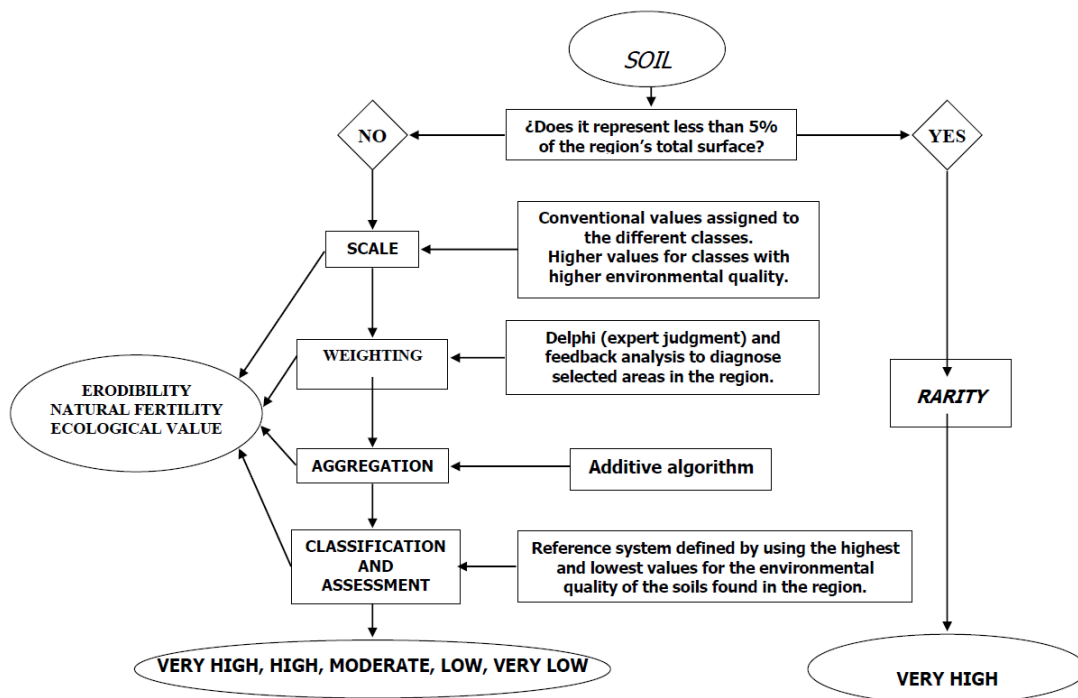 SOIL
NO
¿Does it represent less than 5%
of the region's total surface?
YES
Conventional values assigned to
the different classes.
Higher values for classes with
higher environmental quality.
SCALE
WEIGHTING
Delphi (expert judgment) and
feedback analysis to diagnose
selected areas in the region.
ERODIBILITY
NATURAL FERTILITY
ECOLOGICAL VALUE
RARITY
AGGREGATION
Additive algorithm
CLASSIFICATION
AND
ASSESSMENT
Reference system defined by using the highest
and lowest values for the environmental
quality of the soils found in the region.
VERY HIGH, HIGH, MODERATE, LOW, VERY LOW
VERY HIGH